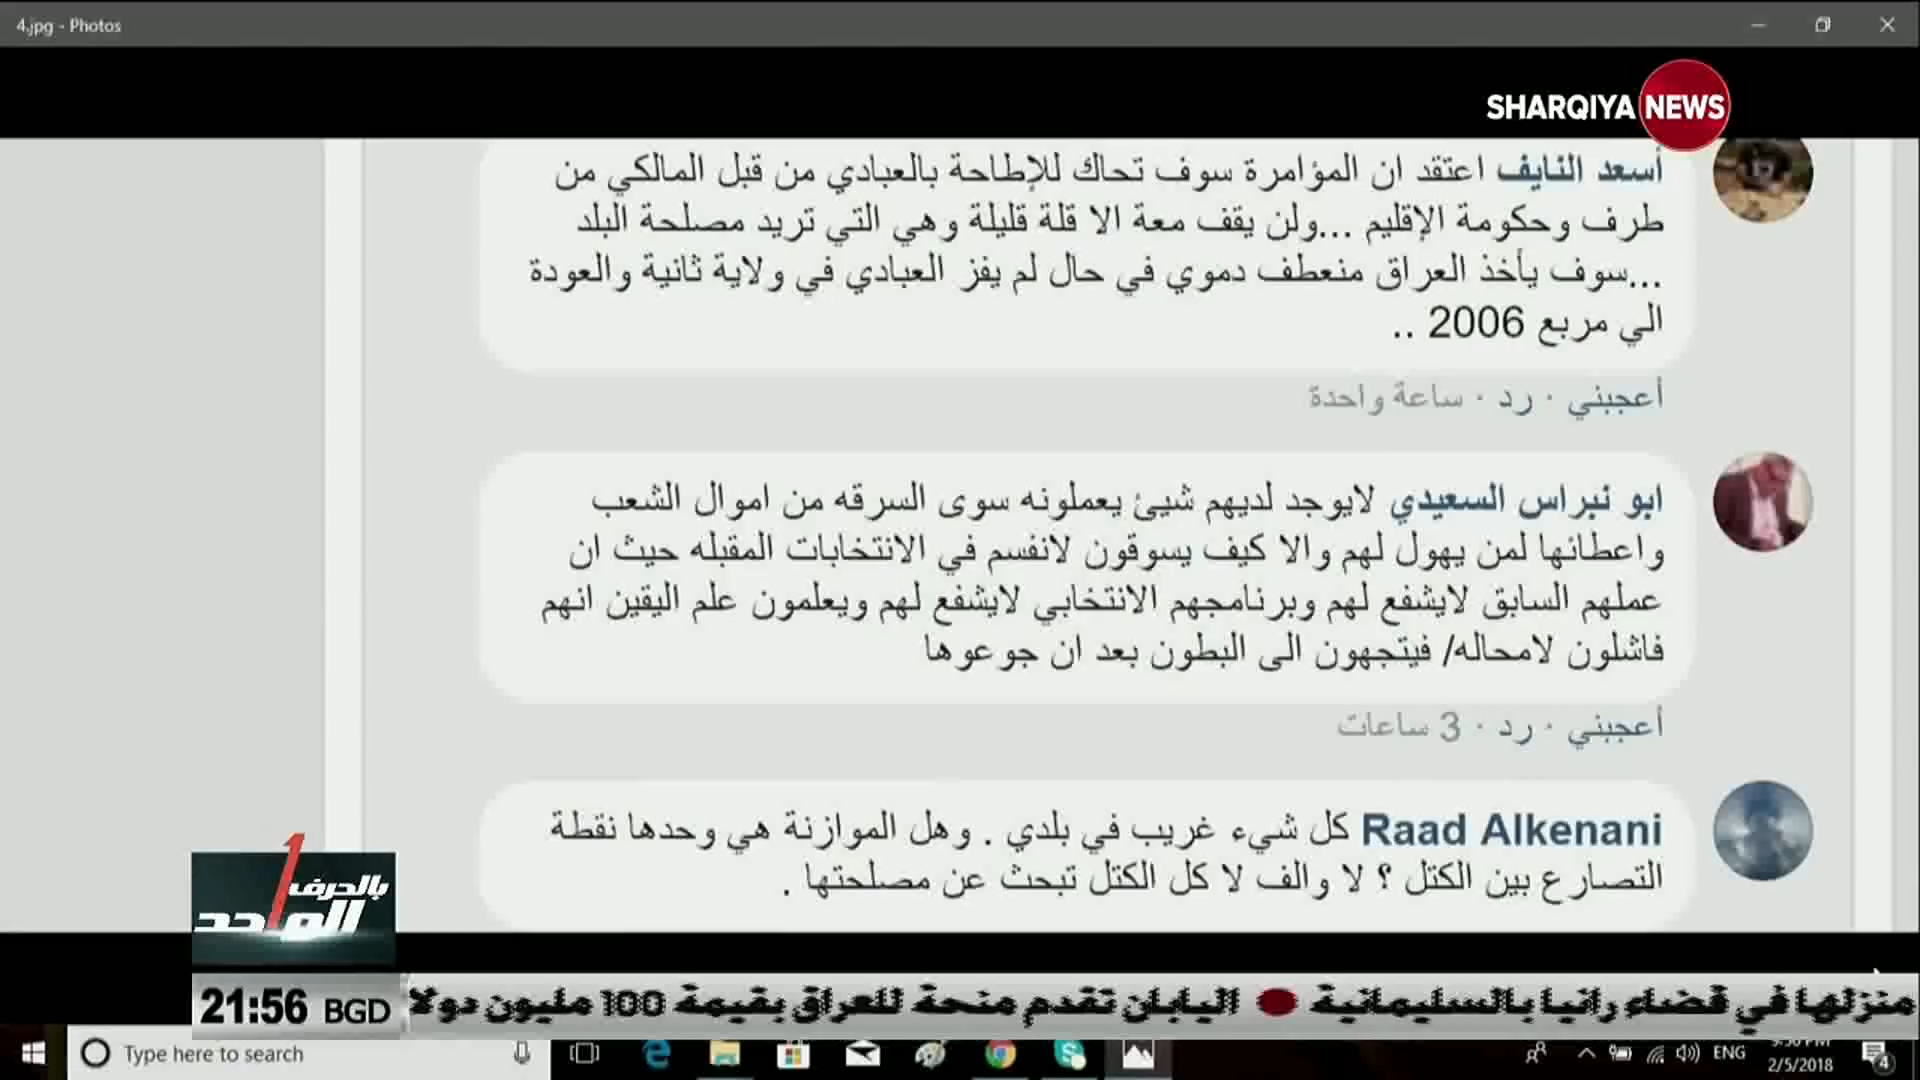 4.jpg - Photos
SHARQIYA NEWS
أسعد النايف اعتقد ان المؤامرة سوف تحاك للإطاحة بالعبادي من قبل المالكي من
طرف وحكومة الإقليم ...ولن يقف معة الا قلة قليلة وهي التي تريد مصلحة البلد
...سوف يأخذ العراق منعطف دموي في حال لم يفز العبادي في ولاية ثانية والعودة
الي مربع 2006 ..
أعجبني · رد · ساعة واحدة
ابو نبراس السعيدي لايوجد لديهم شيئ يعملونه سوى السرقه من اموال الشعب
واعطائها لمن يهول لهم والا كيف يسوقون لانفسم في الانتخابات المقبله حيث ان
عملهم السابق لايشفع لهم وبرنامجهم الانتخابي لايشفع لهم ويعلمون علم اليقين انهم
فاشلون لامحاله/ فيتجهون الى البطون بعد ان جوعوها
أعجبني · رد · 3 ساعات
Raad Alkenani كل شيء غريب في بلدي . وهل الموازنة هي وحدها نقطة
التصارع بين الكتل ؟ لا والف لا كل الكتل تبحث عن مصلحتها .
1
بالحرف
الواحد
منزلها في قضاء رانيا بالسليمانية ● اليابان تقدم منحة للعراق بقيمة 100 مليون دولا
21:56 BGD
Type here to search
ENG
2/5/2018
4